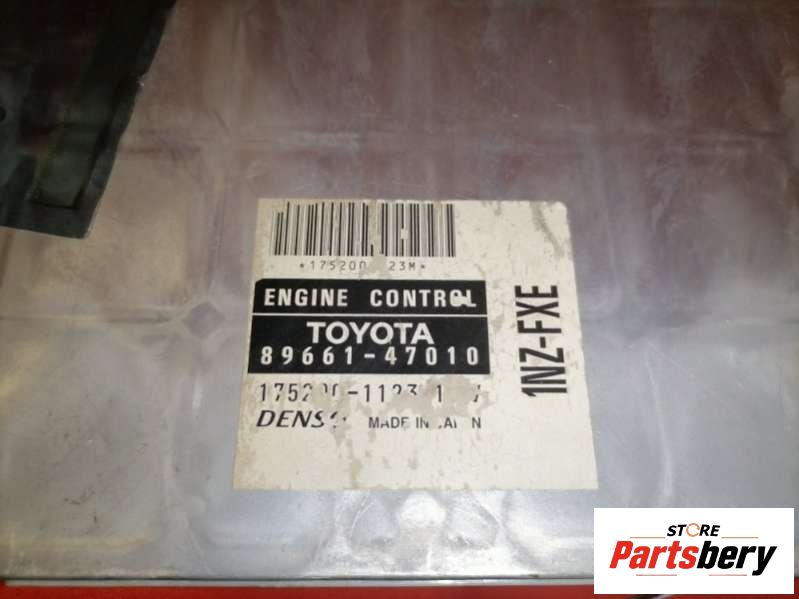 ENGINE CONTROL
TOYOTA
89661-47010
MADE IN
1NZ-FXE
STORE
Partsbery